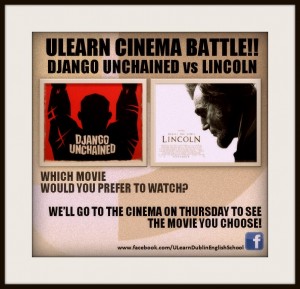 ULEARN CINEMA BATTLE!!
DJANGO UNCHAINED vs LINCOLN
DJANGO
UNCHAINED
LINCOLN
WHICH MOVIE
WOULD YOU PREFER TO WATCH?
WE'LL GO TO THE CINEMA ON THURSDAY TO SEE
THE MOVIE YOU CHOOSE!
www.facebook.com/ULearnDublinEnglishSchool
f